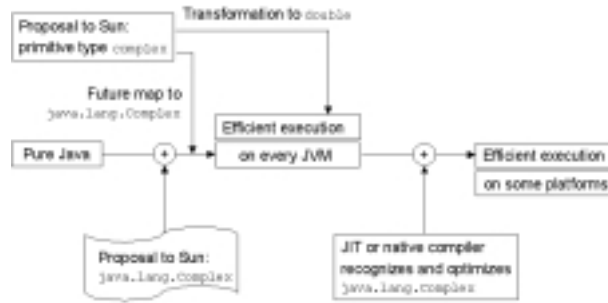 Transformation to double
Proposal to Sun:
primitive type complex
Future map to
java.lang.Complex
Efficient execution
Pure Java
on every JVM
Efficient execution
on some platforms
Proposal to Sun:
java.lang.Complex
JIT or native compiler
recognizes and optimizes
java.lang.Complex